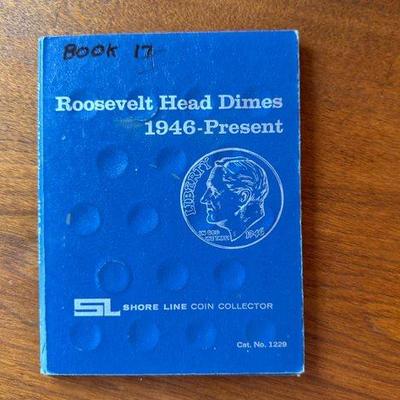 BOOK 17
Roosevelt Head Dimes
1946-Present
LIBERTY
IN GOD
WE TRUST
1946
SL SHORE LINE COIN COLLECTOR
Cat. No. 1229